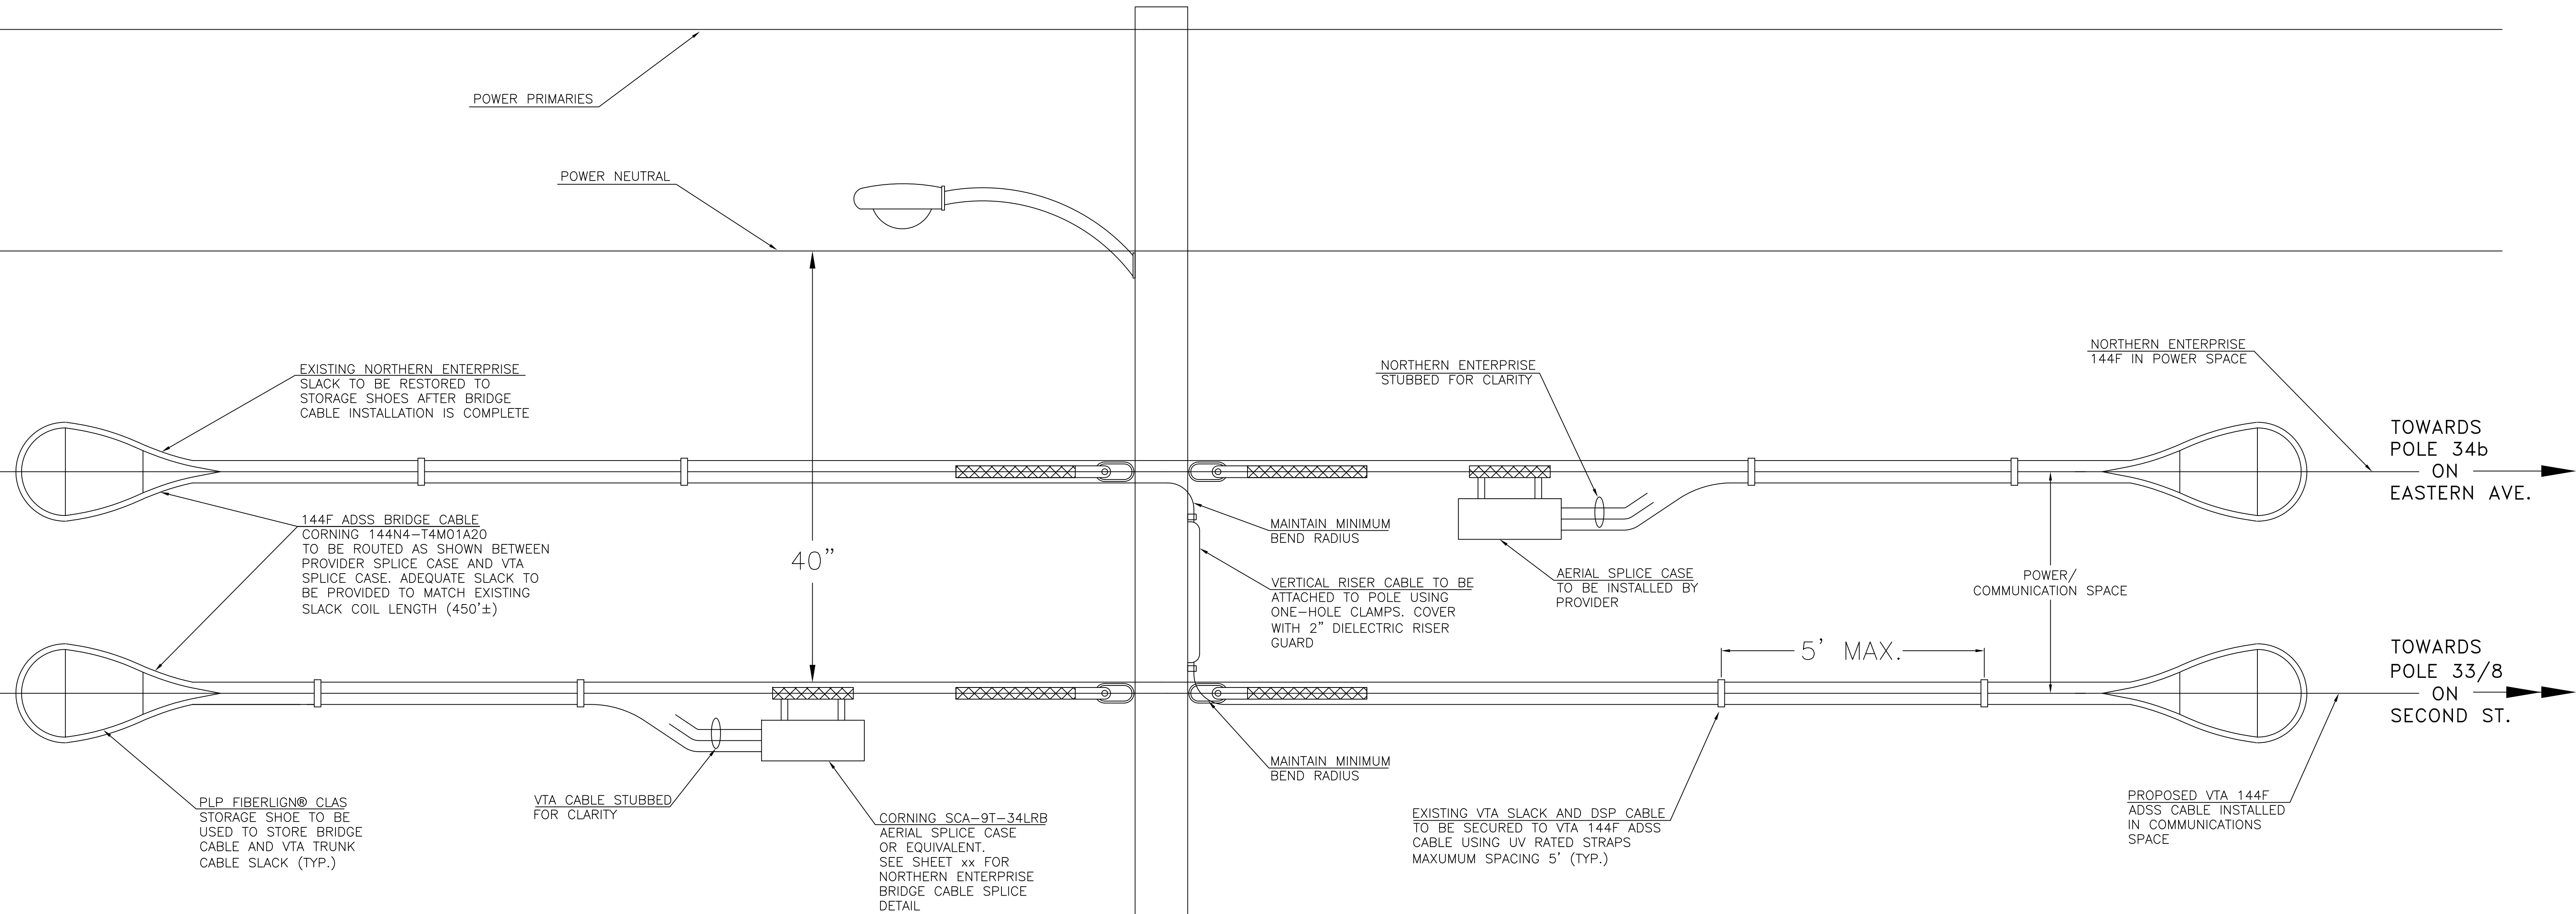 POWER PRIMARIES
POWER NEUTRAL
EXISTING NORTHERN ENTERPRISE
SLACK TO BE RESTORED TO
STORAGE SHOES AFTER BRIDGE
CABLE INSTALLATION IS COMPLETE
NORTHERN ENTERPRISE
STUBBED FOR CLARITY
NORTHERN ENTERPRISE
144F IN POWER SPACE
TOWARDS
POLE 34b
ON
EASTERN AVE.
144F ADSS BRIDGE CABLE
CORNING 144N4-T4M01A20
TO BE ROUTED AS SHOWN BETWEEN
PROVIDER SPLICE CASE AND VTA
SPLICE CASE. ADEQUATE SLACK TO
BE PROVIDED TO MATCH EXISTING
SLACK COIL LENGTH (450'±)
40"
MAINTAIN MINIMUM
BEND RADIUS
VERTICAL RISER CABLE TO BE
ATTACHED TO POLE USING
ONE-HOLE CLAMPS. COVER
WITH 2" DIELECTRIC RISER
GUARD
AERIAL SPLICE CASE
TO BE INSTALLED BY
PROVIDER
POWER/
COMMUNICATION SPACE
5' MAX.
TOWARDS
POLE 33/8
ON
SECOND ST.
PLP FIBERLIGN® CLAS
STORAGE SHOE TO BE
USED TO STORE BRIDGE
CABLE AND VTA TRUNK
CABLE SLACK (TYP.)
VTA CABLE STUBBED
FOR CLARITY
CORNING SCA-9T-34LRB
AERIAL SPLICE CASE
OR EQUIVALENT.
SEE SHEET xx FOR
NORTHERN ENTERPRISE
BRIDGE CABLE SPLICE
DETAIL
MAINTAIN MINIMUM
BEND RADIUS
EXISTING VTA SLACK AND DSP CABLE
TO BE SECURED TO VTA 144F ADSS
CABLE USING UV RATED STRAPS
MAXUMUM SPACING 5' (TYP.)
PROPOSED VTA 144F
ADSS CABLE INSTALLED
IN COMMUNICATIONS
SPACE